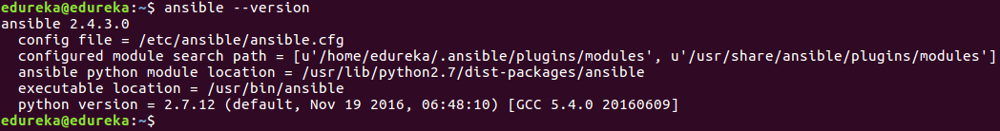 edureka@edureka:~$ ansible --version
ansible 2.4.3.0
  config file = /etc/ansible/ansible.cfg
  configured module search path = [u'/home/edureka/.ansible/plugins/modules', u'/usr/share/ansible/plugins/modules']
  ansible python module location = /usr/lib/python2.7/dist-packages/ansible
  executable location = /usr/bin/ansible
  python version = 2.7.12 (default, Nov 19 2016, 06:48:10) [GCC 5.4.0 20160609]
edureka@edureka:~$